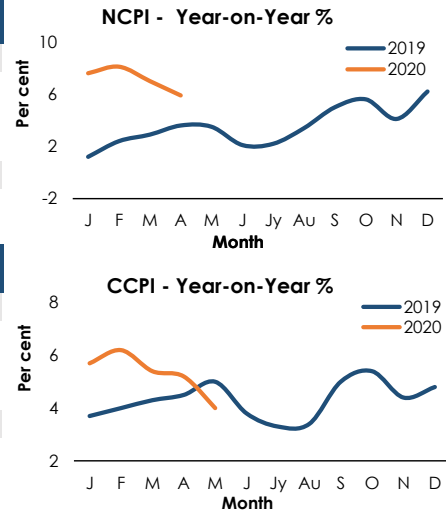 NCPI - Year-on-Year %
10
2019
2020
6
Per cent
2
-2
J F M A M J Jy Au S O N D
Month
CCPI - Year-on-Year %
8
2019
2020
6
Per cent
4
2
J F M A M J Jy Au S O N D
Month